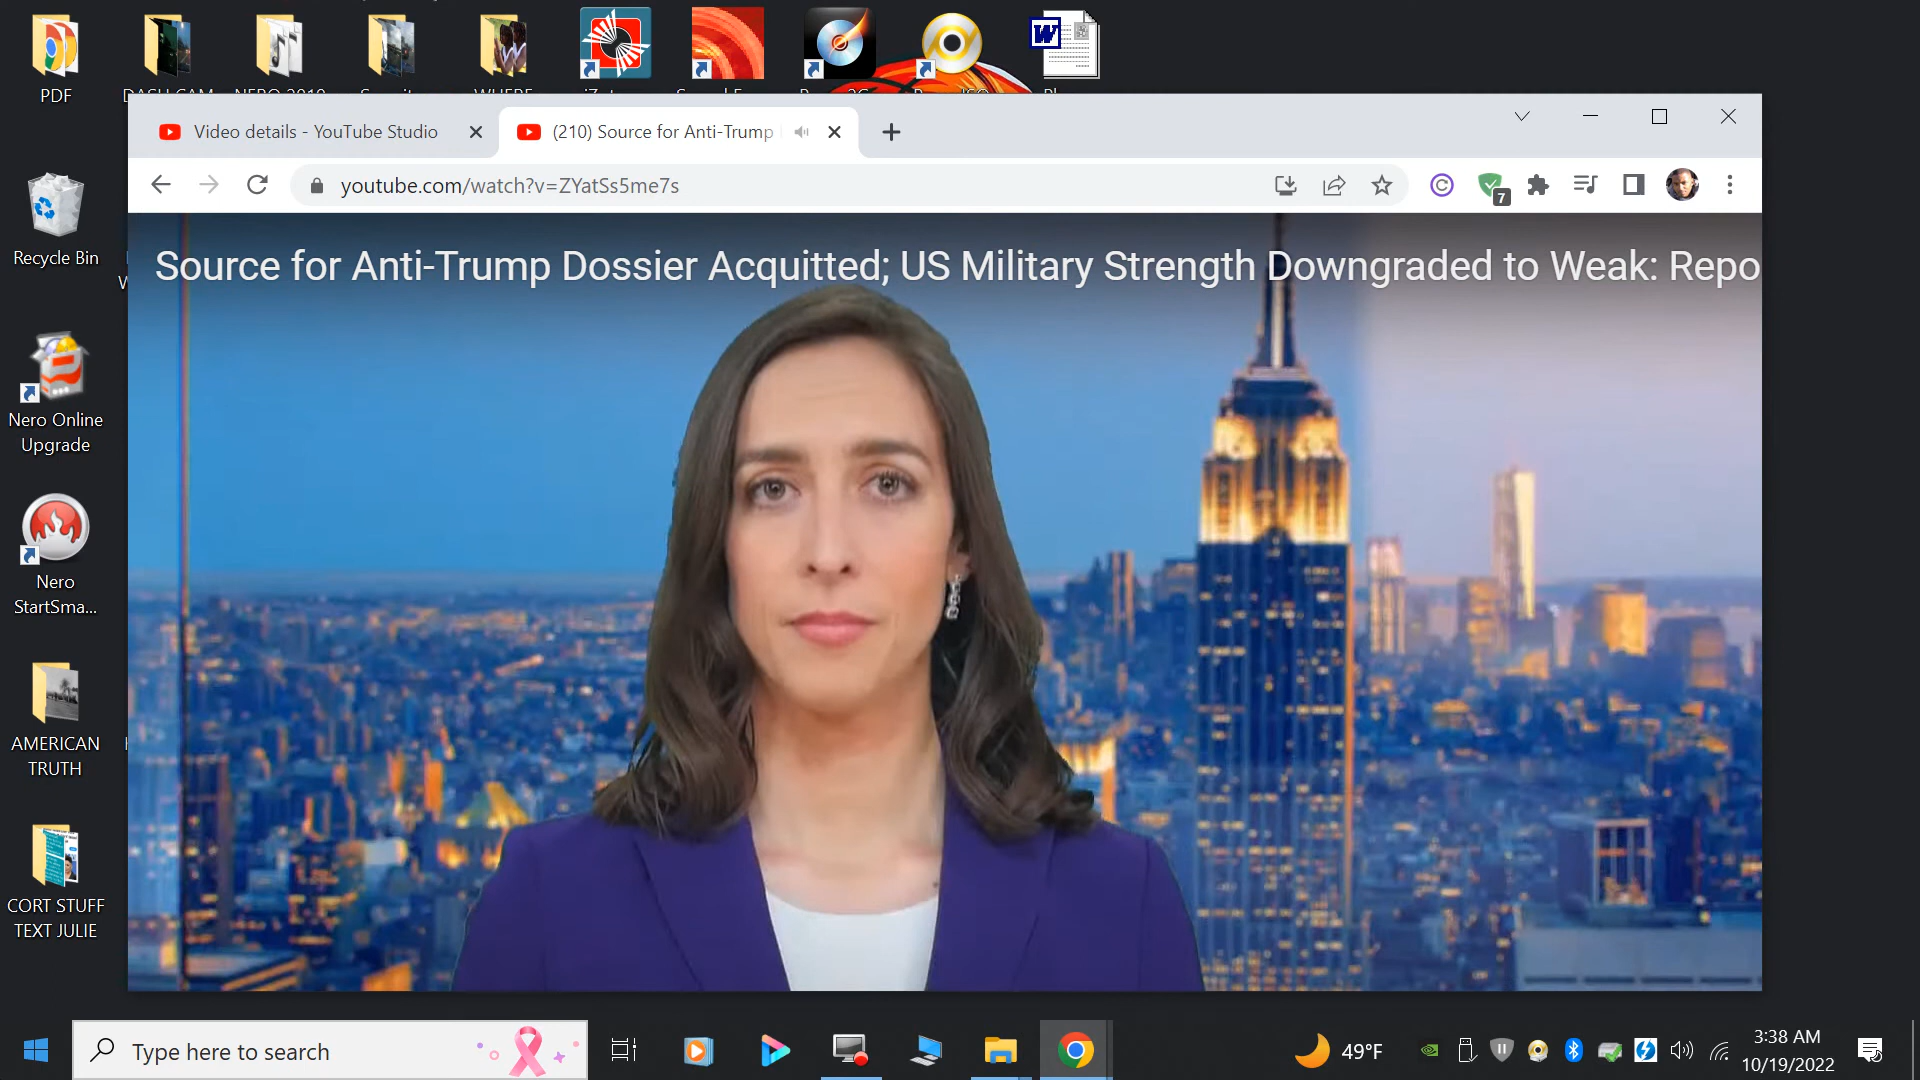 PDF
Video details - YouTube Studio
(210) Source for Anti-Trump
youtube.com/watch?v=ZYatSs5me7s
7
Source for Anti-Trump Dossier Acquitted; US Military Strength Downgraded to Weak: Repo
W
Recycle Bin
Nero Online
Upgrade
Nero
StartSma...
AMERICAN
TRUTH
CORT STUFF
TEXT JULIE
Type here to search
49°F
3:38 AM
10/19/2022